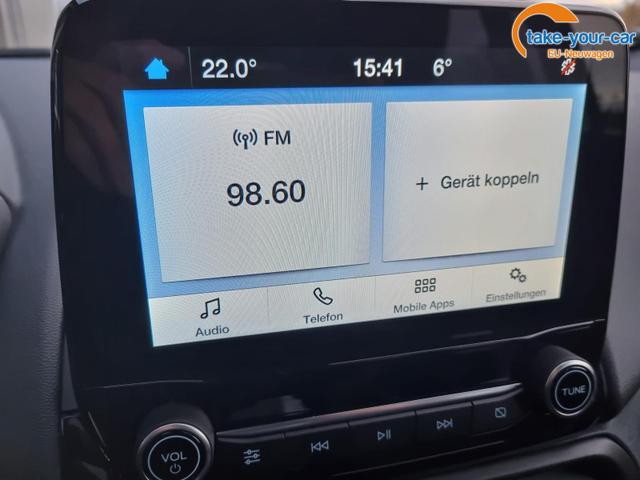 take-your-car
EU-Neuwagen
22.0° 15:41 6°
FM
98.60
+ Gerät koppeln
Audio Telefon Mobile Apps Einstellungen
VOL
TUNE